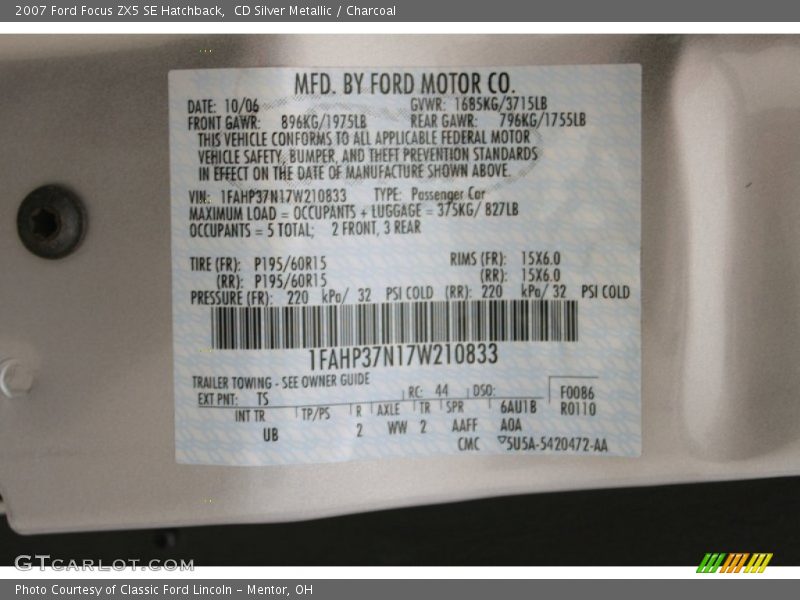 2007 Ford Focus ZX5 SE Hatchback,  CD Silver Metallic / Charcoal
MFD. BY FORD MOTOR CO.
DATE: 10/06 GVWR: 1685KG/3715LB
FRONT GAWR: 896KG/1975LB REAR GAWR: 796KG/1755LB
THIS VEHICLE CONFORMS TO ALL APPLICABLE FEDERAL MOTOR
VEHICLE SAFETY, BUMPER, AND THEFT PREVENTION STANDARDS
IN EFFECT ON THE DATE OF MANUFACTURE SHOWN ABOVE.
VIN: 1FAHP37N17W210833 TYPE: Passenger Car
MAXIMUM LOAD = OCCUPANTS + LUGGAGE = 375KG/ 827LB
OCCUPANTS = 5 TOTAL; 2 FRONT, 3 REAR
TIRE (FR): P195/60R15 RIMS (FR): 15X6.0
(RR): P195/60R15 (RR): 15X6.0
PRESSURE (FR): 220 kPa/ 32 PSI COLD (RR): 220 kPa/ 32 PSI COLD
1FAHP37N17W210833
TRAILER TOWING - SEE OWNER GUIDE
EXT PNT: TS RC: 44 DSO: F0086
INT TR TP/PS R AXLE TR SPR 6AU1B R0110
UB 2 WW 2 AAFF A0A
CMC 5U5A-5420472-AA
GTCARLOT.COM
Photo Courtesy of Classic Ford Lincoln - Mentor, OH